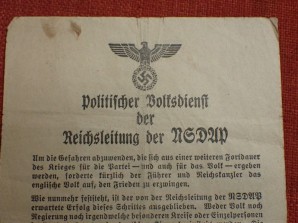 Politischer Volksdienst
der
Reichsleitung der NSDAP
Um die Gefahren abzuwenden, die sich aus einer weiteren Fortdauer
des Krieges für die Partei — und auch für das Volk — ergeben
werden, forderte kürzlich der Führer und Reichskanzler das
englische Volk auf, den Frieden zu erzwingen.
Wie nunmehr feststeht, ist der von der Reichsleitung der NSDAP
erwartete Erfolg dieses Schrittes ausgeblieben. Weder Volk noch
Regierung noch irgendwelche besonderen Kreise oder Einzelpersonen